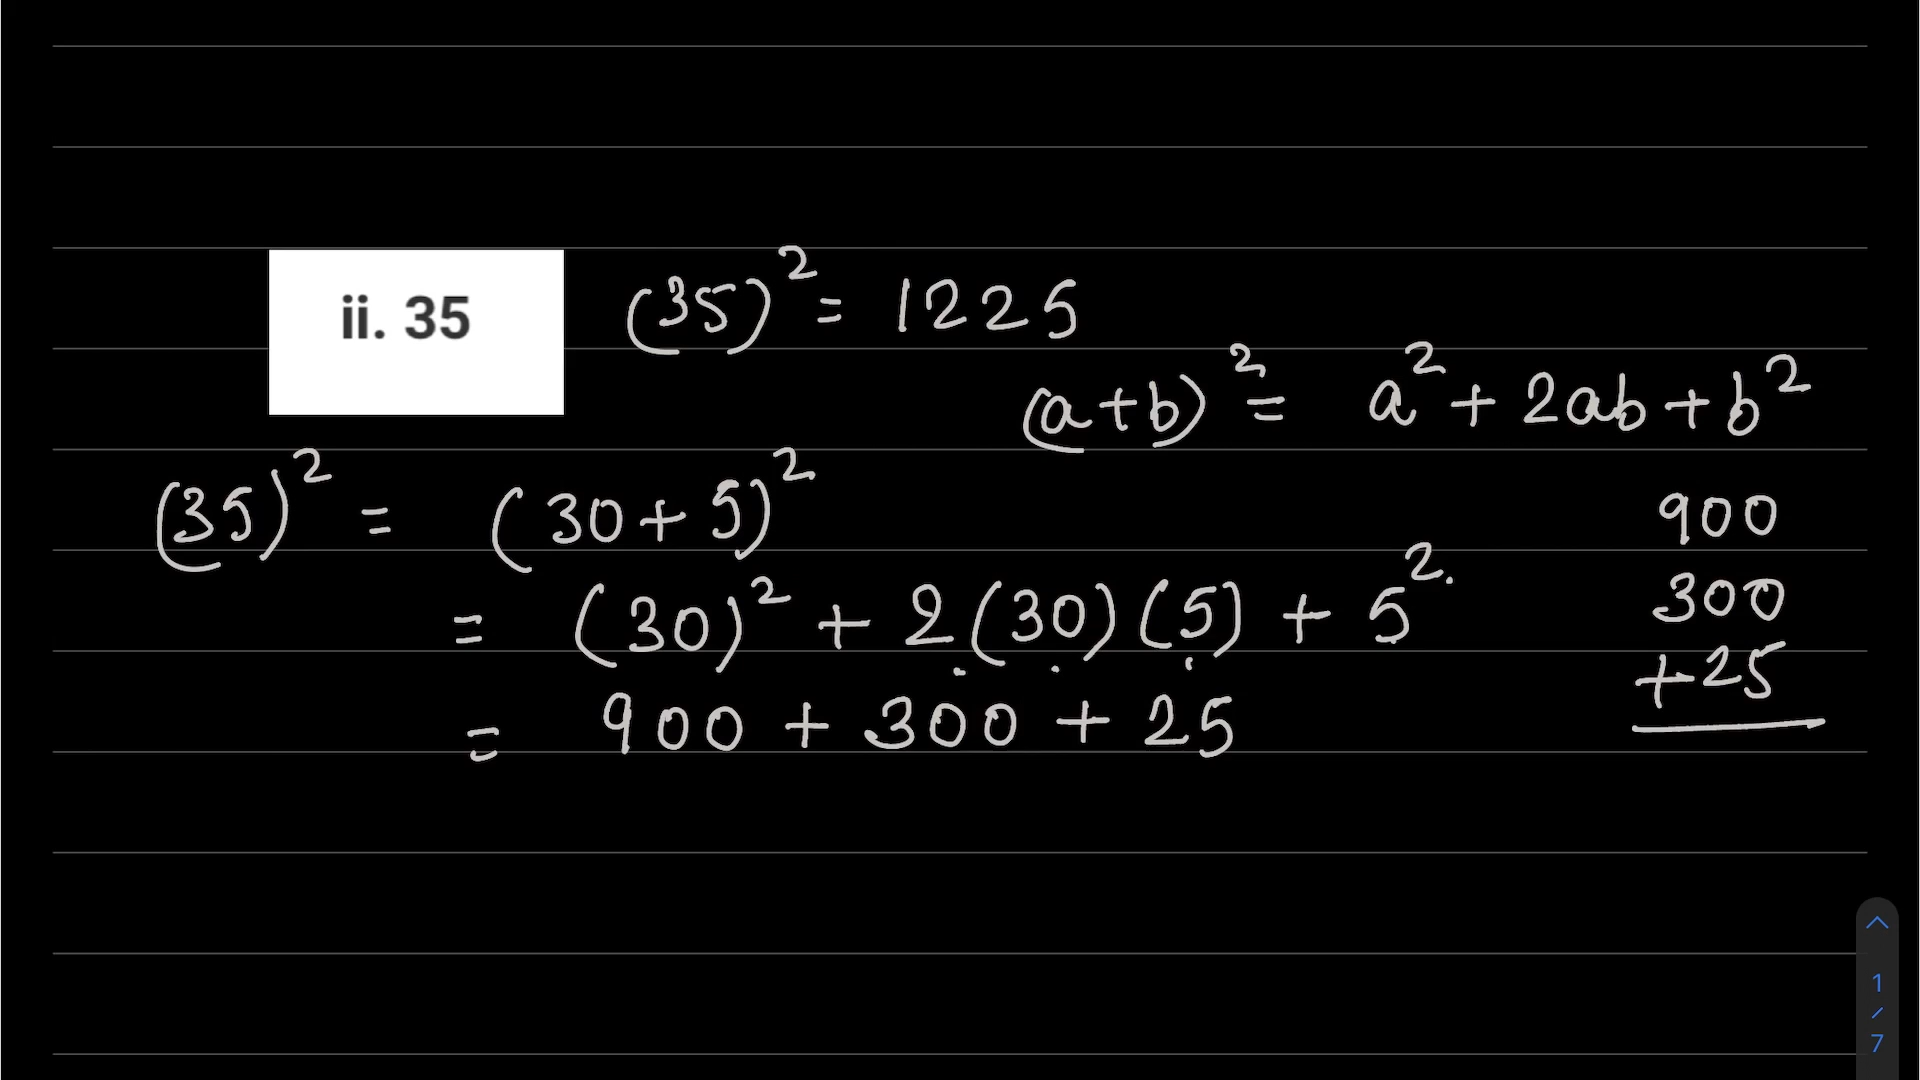 ii. 35
(35)² = 1225
(a+b)² = a² + 2ab + b²
(35)² = (30+5)²
= (30)² + 2(30)(5) + 5².
= 900 + 300 + 25
900
300
+25
1
/
7